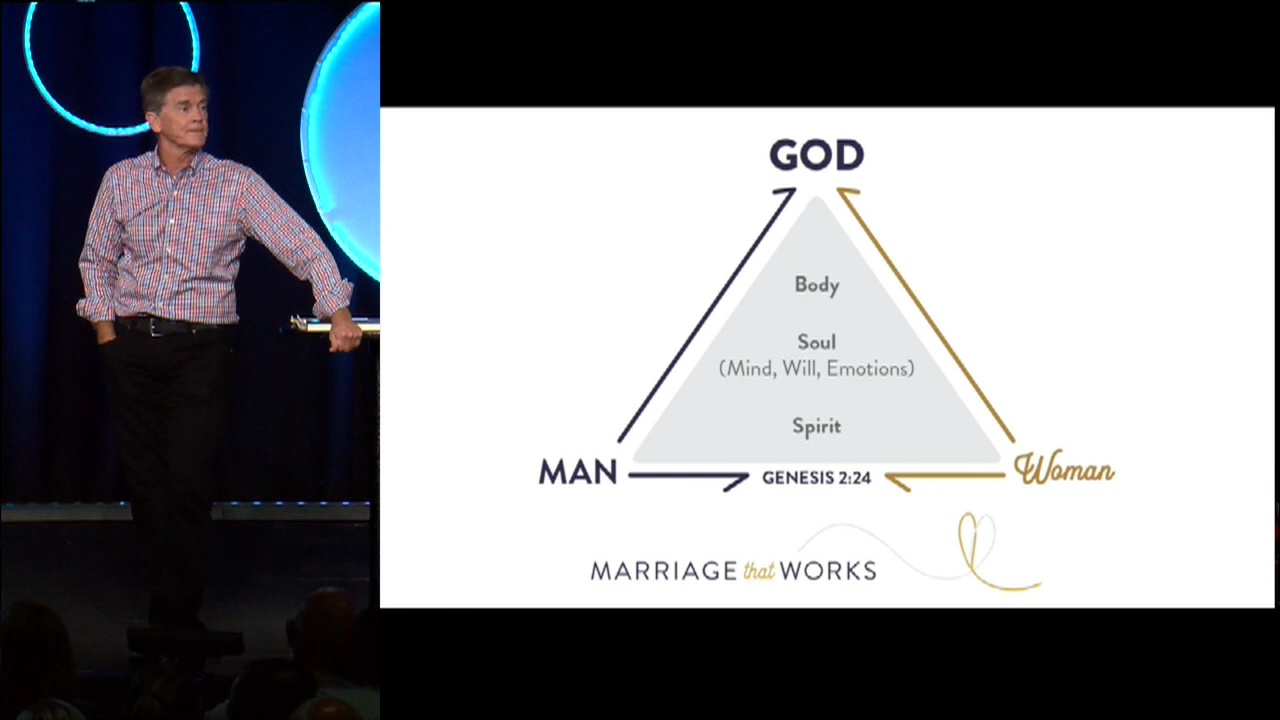 GOD
Body
Soul
(Mind, Will, Emotions)
Spirit
MAN
GENESIS 2:24
Woman
MARRIAGE that WORKS